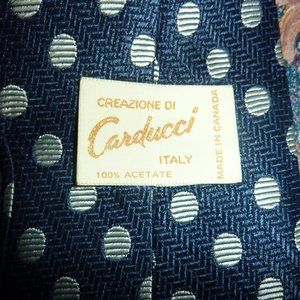 CREAZIONE DI
Carducci
ITALY
100% ACETATE
MADE IN CANADA